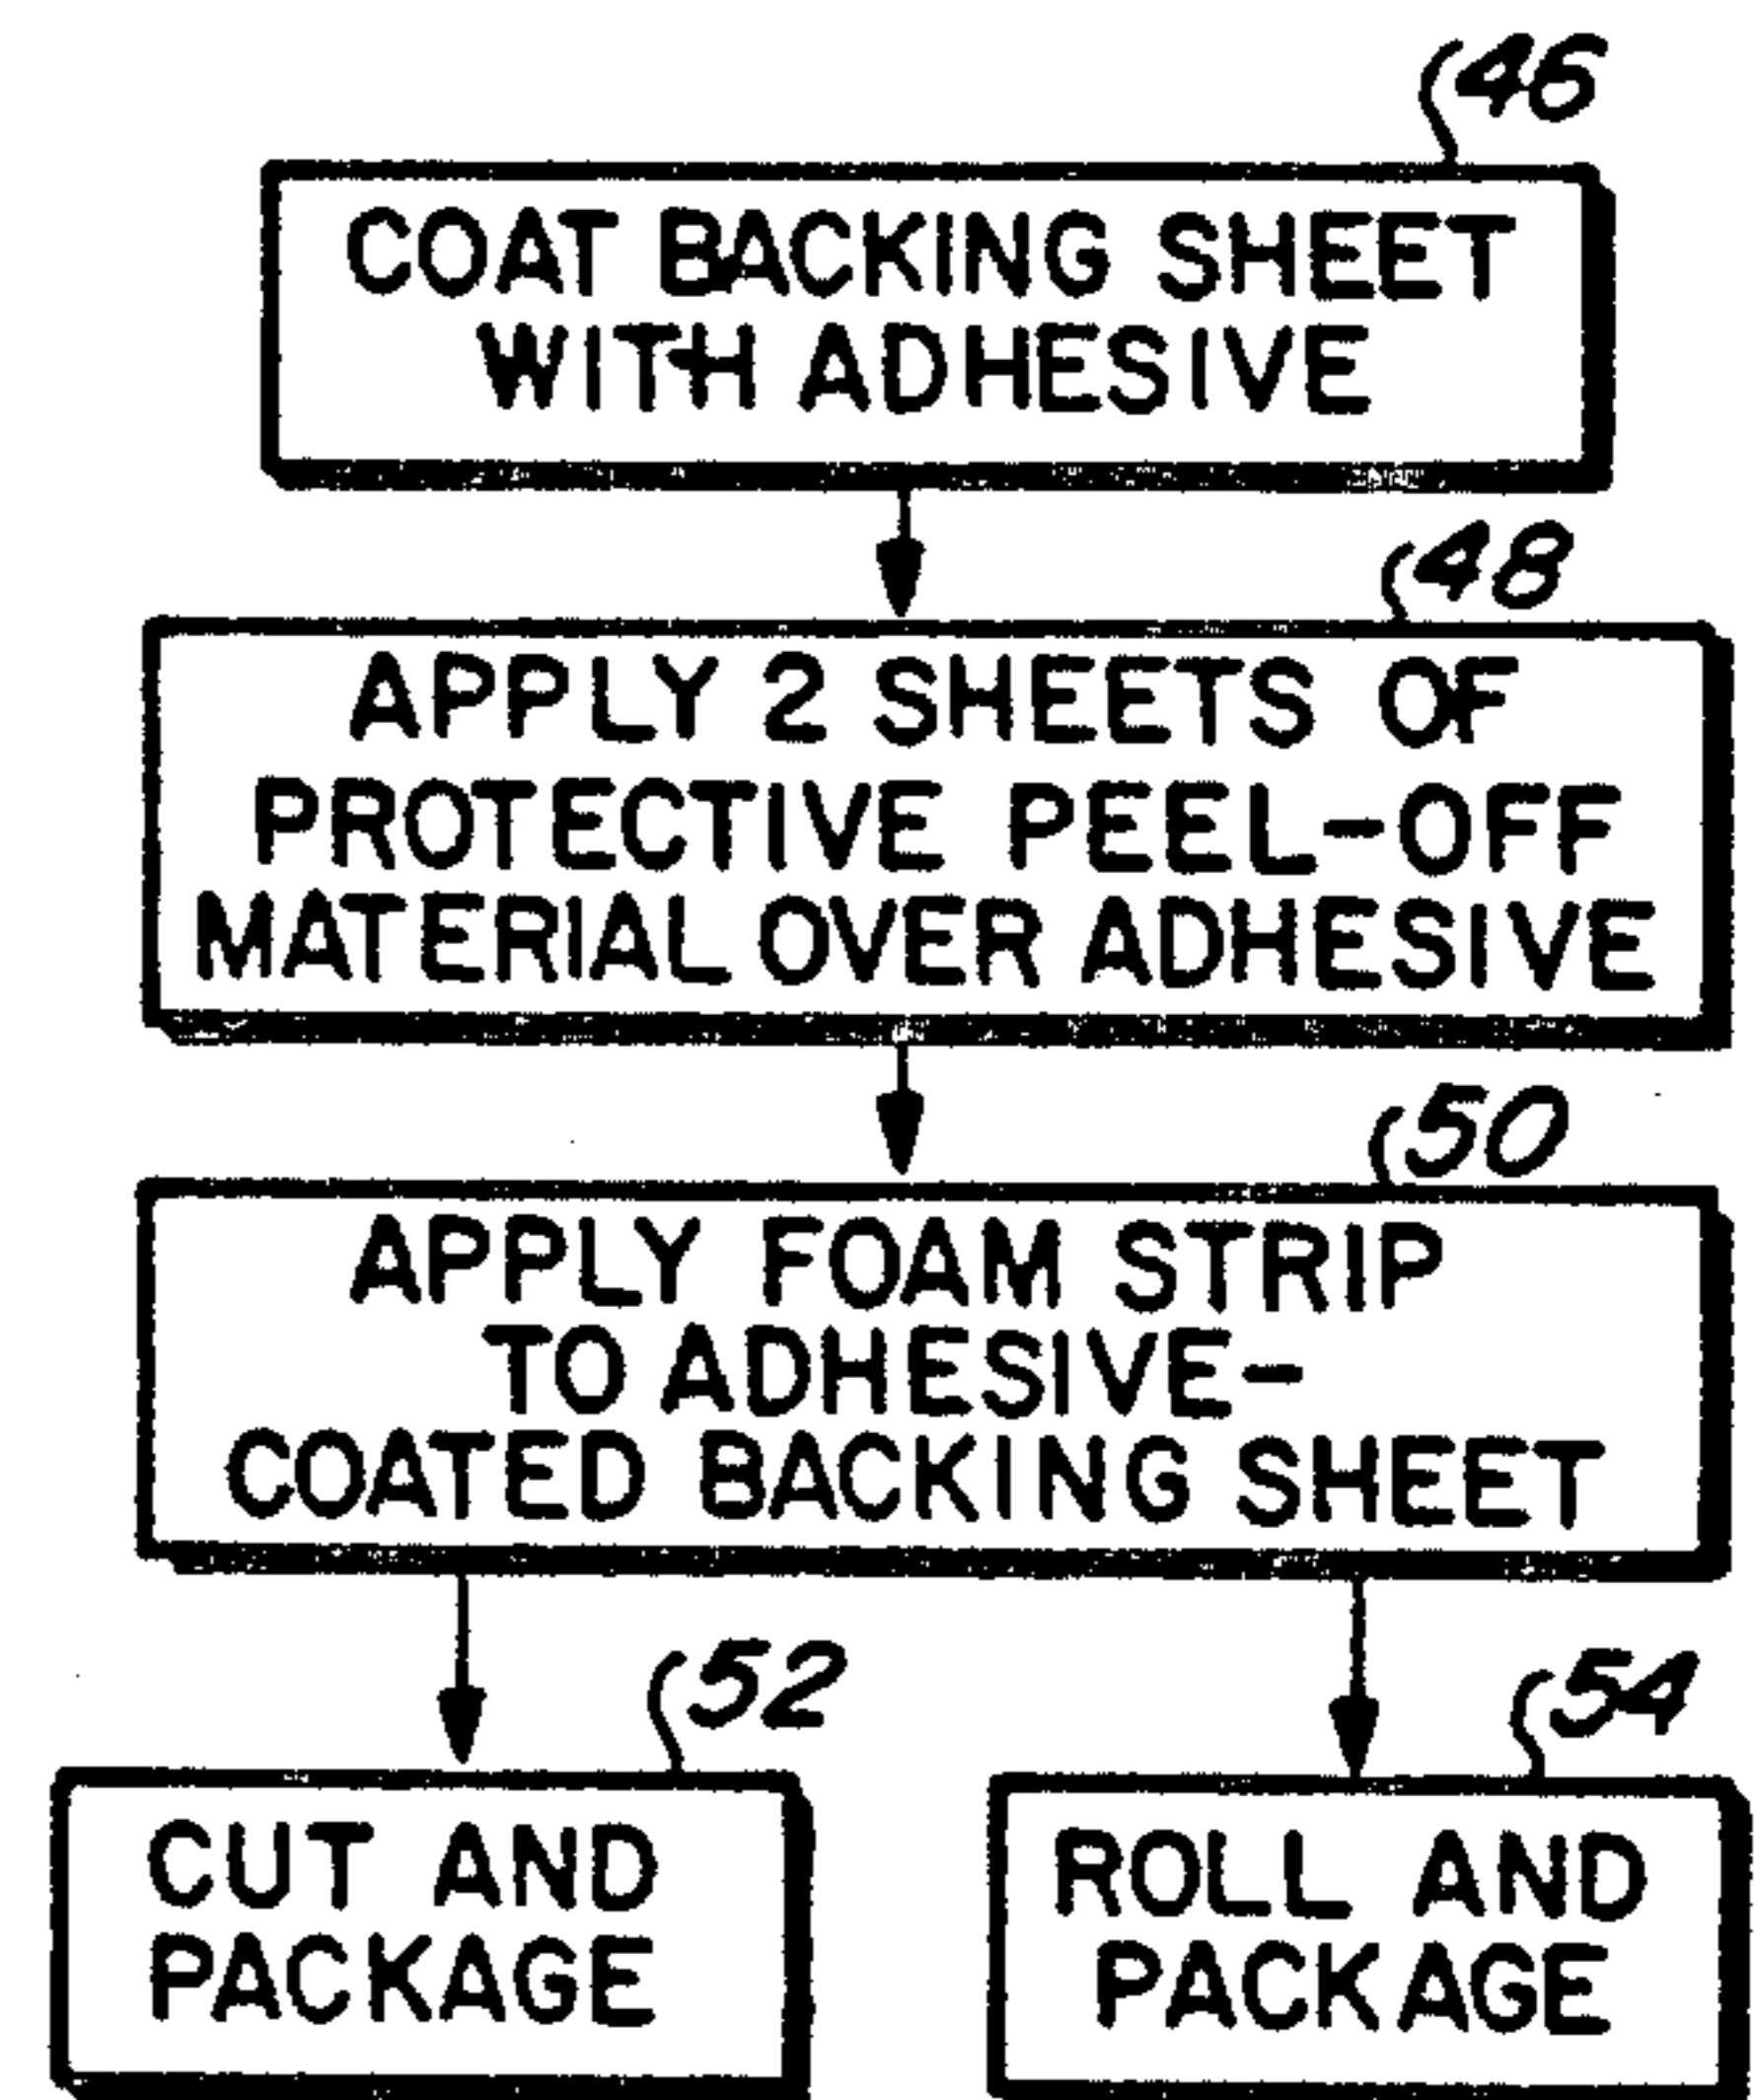 46
COAT BACKING SHEET
WITH ADHESIVE
48
APPLY 2 SHEETS OF
PROTECTIVE PEEL-OFF
MATERIAL OVER ADHESIVE
50
APPLY FOAM STRIP
TO ADHESIVE-
COATED BACKING SHEET
52
CUT AND
PACKAGE
54
ROLL AND
PACKAGE